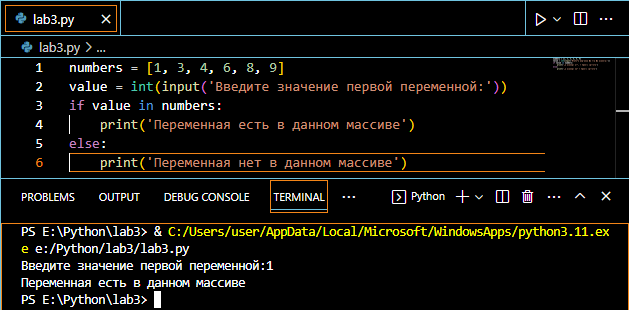 lab3.py
lab3.py > ...
1 numbers = [1, 3, 4, 6, 8, 9]
2 value = int(input('Введите значение первой переменной:'))
3 if value in numbers:
4 print('Переменная есть в данном массиве')
5 else:
6 print('Переменная нет в данном массиве')
PROBLEMS OUTPUT DEBUG CONSOLE TERMINAL ... Python
PS E:\Python\lab3> & C:/Users/user/AppData/Local/Microsoft/WindowsApps/python3.11.ex
e e:/Python/lab3/lab3.py
Введите значение первой переменной:1
Переменная есть в данном массиве
PS E:\Python\lab3>